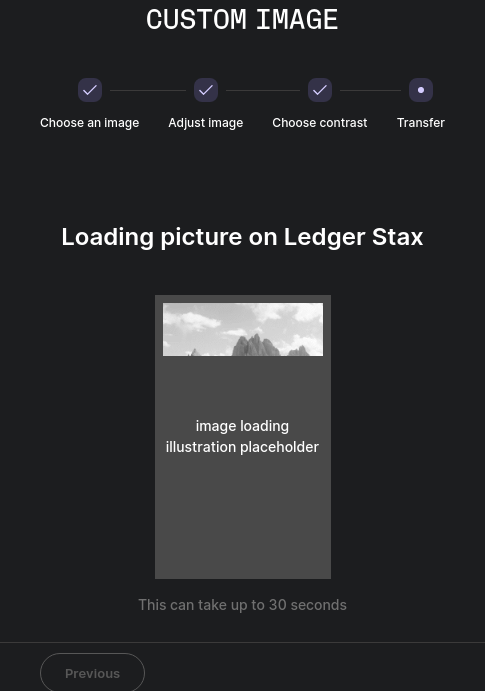 CUSTOM IMAGE
Choose an image
Adjust image
Choose contrast
Transfer
Loading picture on Ledger Stax
image loading
illustration placeholder
This can take up to 30 seconds
Previous